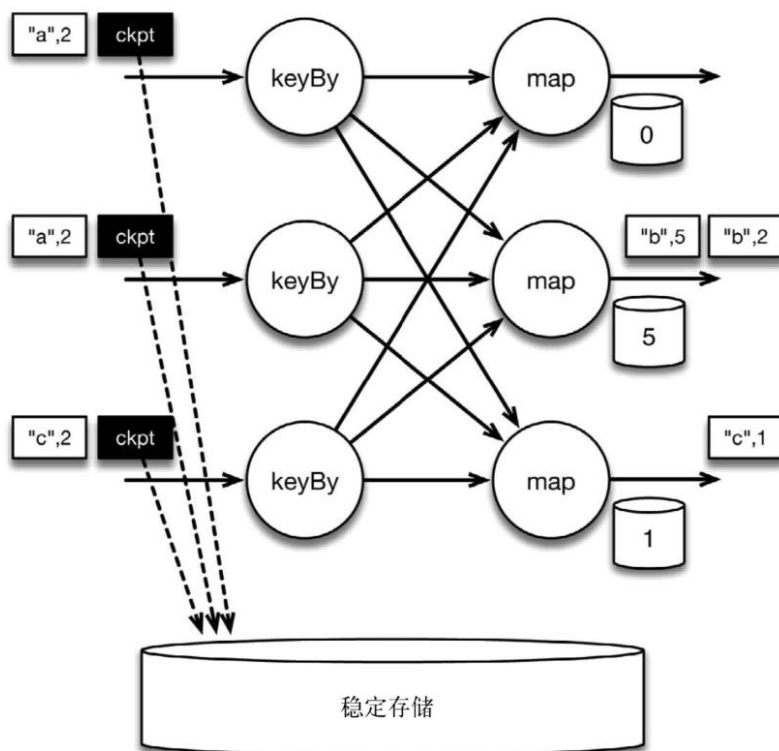 "a",2 ckpt
keyBy map
0
"a",2 ckpt "b",5 "b",2
keyBy map
5
"c",2 ckpt "c",1
keyBy map
1
稳定存储